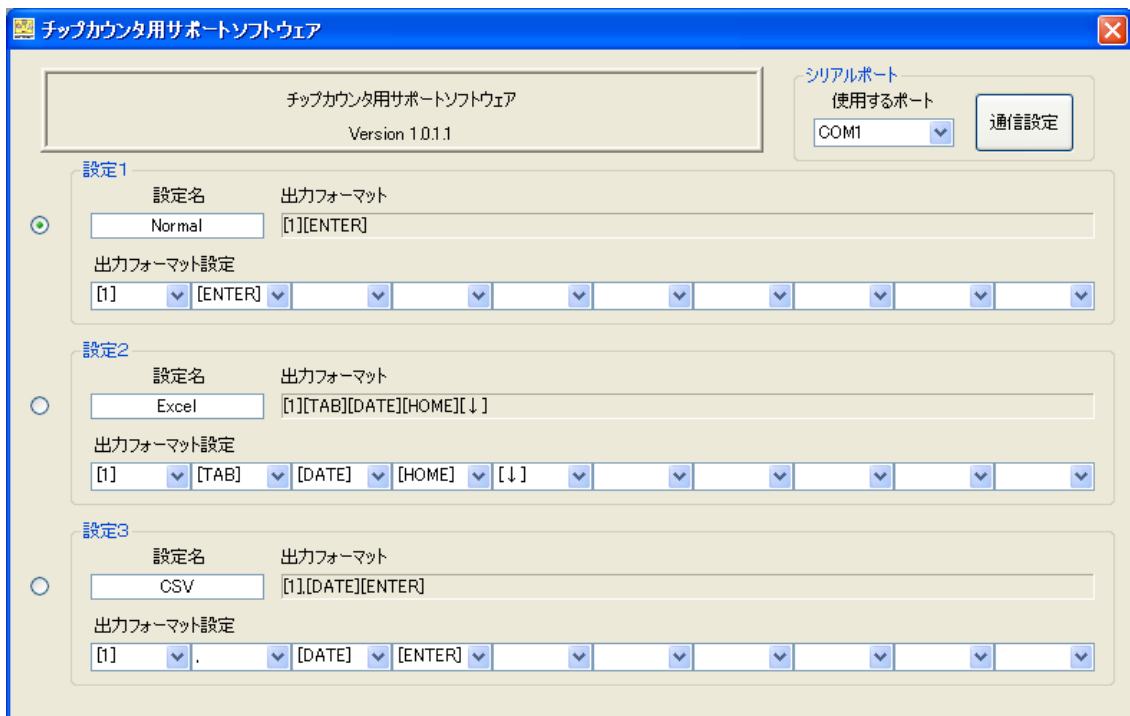 チップカウンタ用サポートソフトウェア
チップカウンタ用サポートソフトウェア
Version 1.0.1.1
シリアルポート
使用するポート
COM1
通信設定
設定1
設定名 出力フォーマット
Normal [1][ENTER]
出力フォーマット設定
[1] [ENTER]
設定2
設定名 出力フォーマット
Excel [1][TAB][DATE][HOME][↓]
出力フォーマット設定
[1] [TAB] [DATE] [HOME] [↓]
設定3
設定名 出力フォーマット
CSV [1],[DATE][ENTER]
出力フォーマット設定
[1] , [DATE] [ENTER]